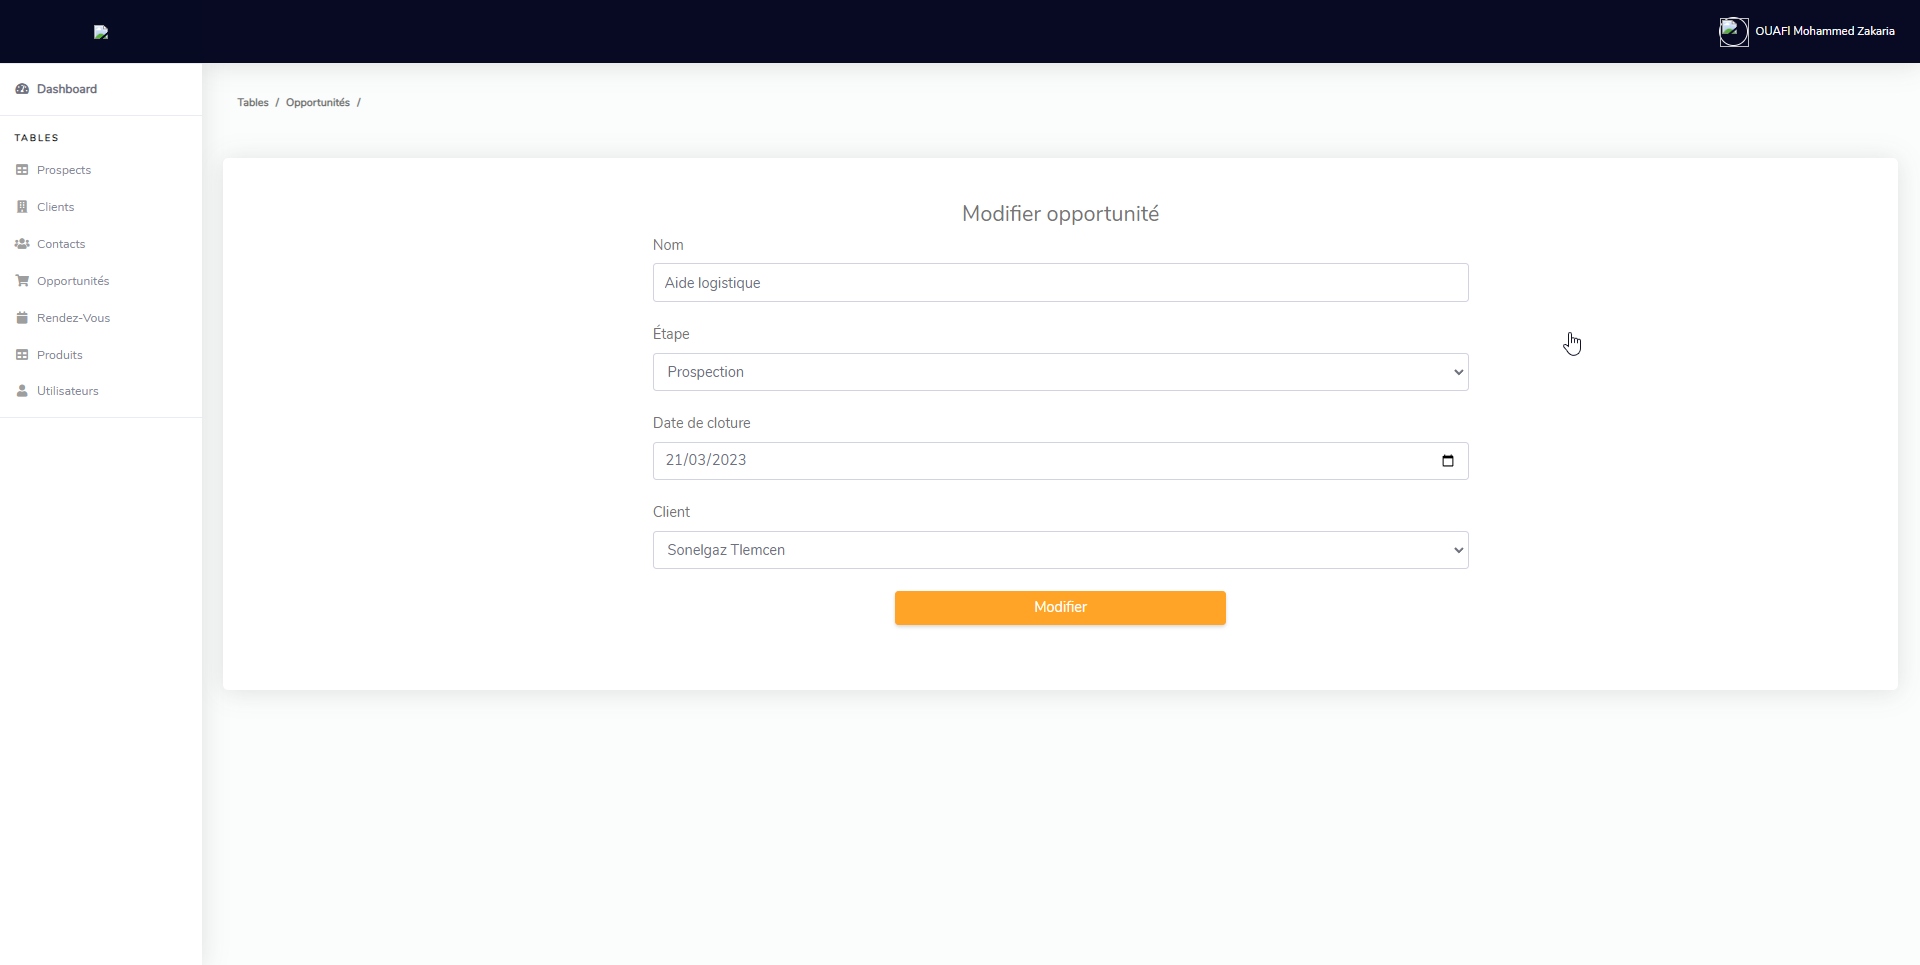 OUAFI Mohammed Zakaria
Dashboard
TABLES
Prospects
Clients
Contacts
Opportunités
Rendez-Vous
Produits
Utilisateurs
Tables / Opportunités /
Modifier opportunité
Nom
Aide logistique
Étape
Prospection
Date de cloture
21/03/2023
Client
Sonelgaz Tlemcen
Modifier